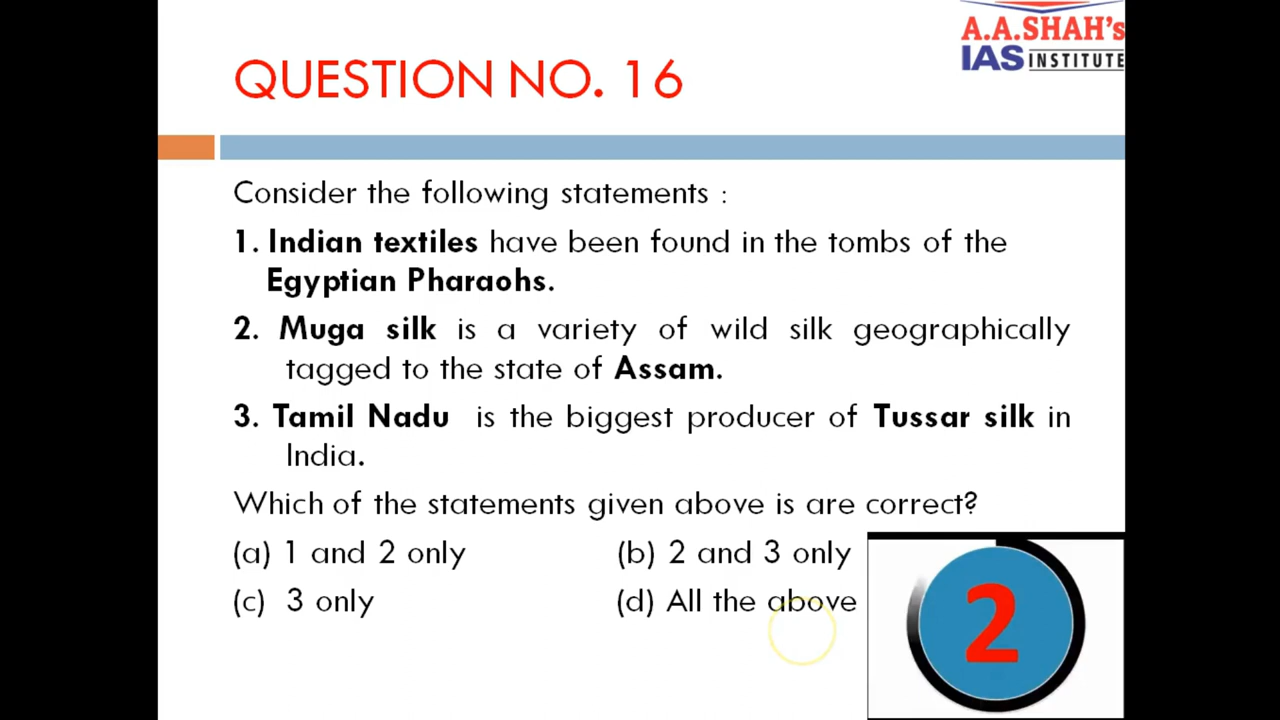 A.A.SHAH's
IAS INSTITUTE
QUESTION NO. 16
Consider the following statements :
1. Indian textiles have been found in the tombs of the
Egyptian Pharaohs.
2. Muga silk is a variety of wild silk geographically
tagged to the state of Assam.
3. Tamil Nadu is the biggest producer of Tussar silk in
India.
Which of the statements given above is are correct?
(a) 1 and 2 only (b) 2 and 3 only
(c) 3 only (d) All the above
2